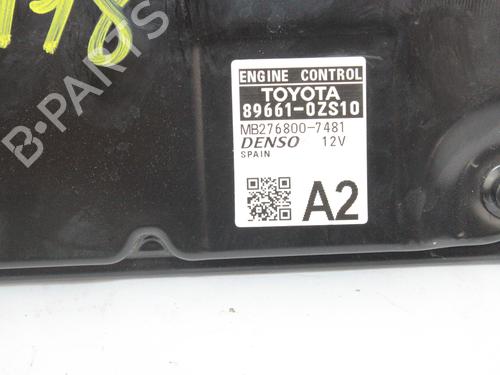 B-PARTS
ENGINE CONTROL
TOYOTA
89661-0ZS10
MB276800-7481
DENSO 12V
SPAIN
A2